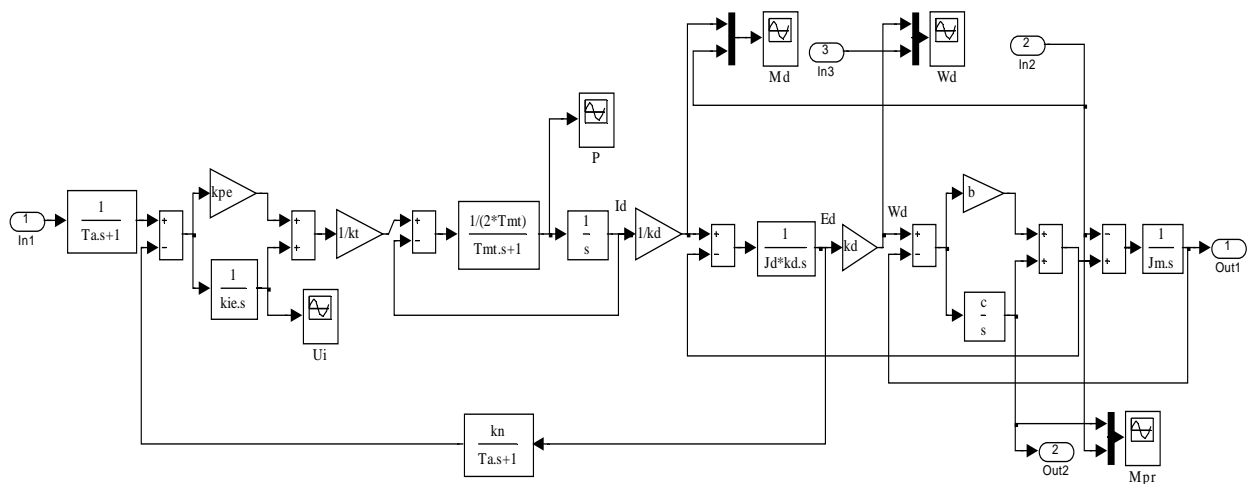 Md
3
In3
Wd
2
In2
P
1
In1
1
Ta.s+1
+
−
kpe
1
kie.s
Ui
+
+
1/kt
+
−
1/(2*Tmt)
Tmt.s+1
1
s
Id
1/kd
+
−
1
Jd*kd.s
Ed
kd
Wd
+
−
b
c
s
+
+
−
+
1
Jm.s
1
Out1
kn
Ta.s+1
2
Out2
Mpr